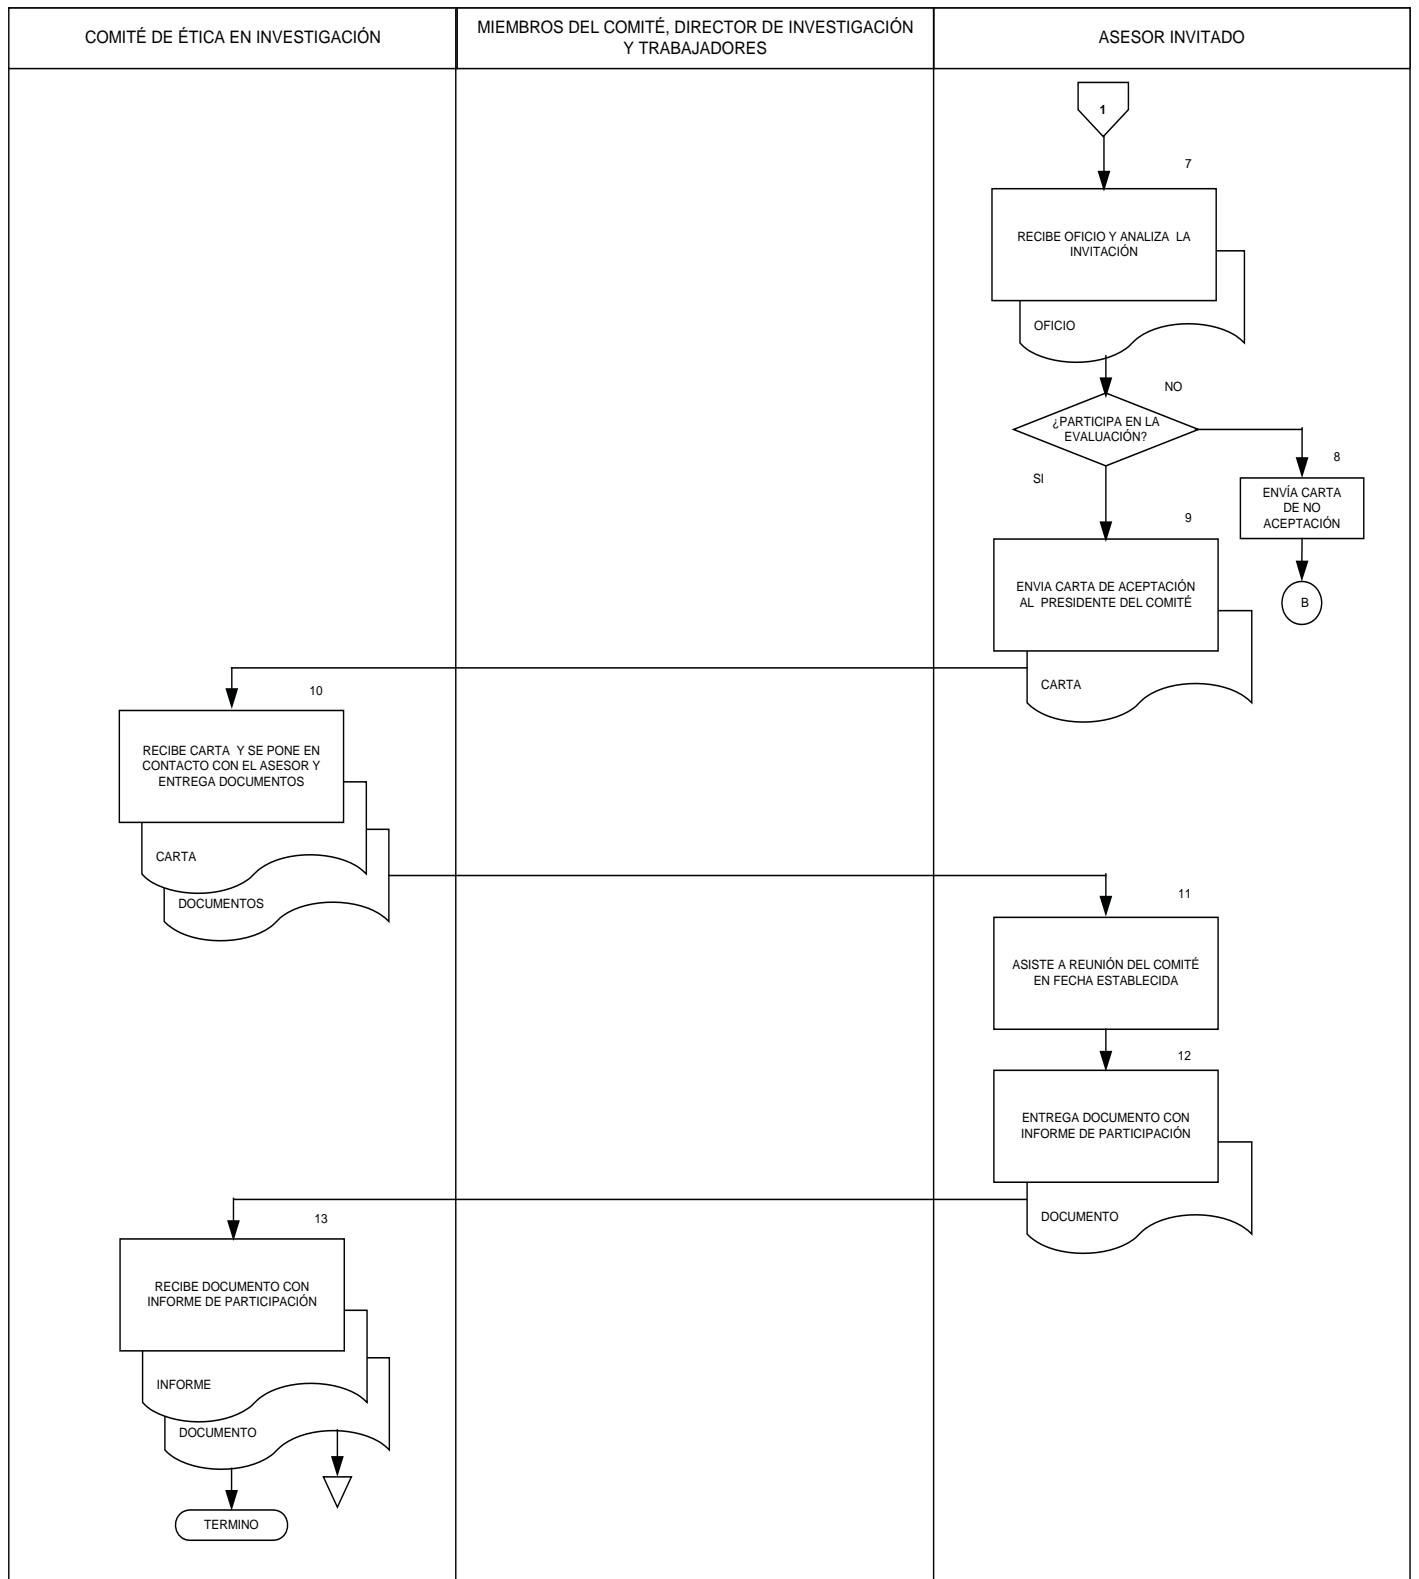 COMITÉ DE ÉTICA EN INVESTIGACIÓN
MIEMBROS DEL COMITÉ, DIRECTOR DE INVESTIGACIÓN
Y TRABAJADORES
ASESOR INVITADO
1
7
RECIBE OFICIO Y ANALIZA LA
INVITACIÓN
OFICIO
NO
¿PARTICIPA EN LA
EVALUACIÓN?
SI
8
ENVÍA CARTA
DE NO
ACEPTACIÓN
B
9
ENVIA CARTA DE ACEPTACIÓN
AL PRESIDENTE DEL COMITÉ
CARTA
10
RECIBE CARTA Y SE PONE EN
CONTACTO CON EL ASESOR Y
ENTREGA DOCUMENTOS
CARTA
DOCUMENTOS
11
ASISTE A REUNIÓN DEL COMITÉ
EN FECHA ESTABLECIDA
12
ENTREGA DOCUMENTO CON
INFORME DE PARTICIPACIÓN
DOCUMENTO
13
RECIBE DOCUMENTO CON
INFORME DE PARTICIPACIÓN
INFORME
DOCUMENTO
TERMINO